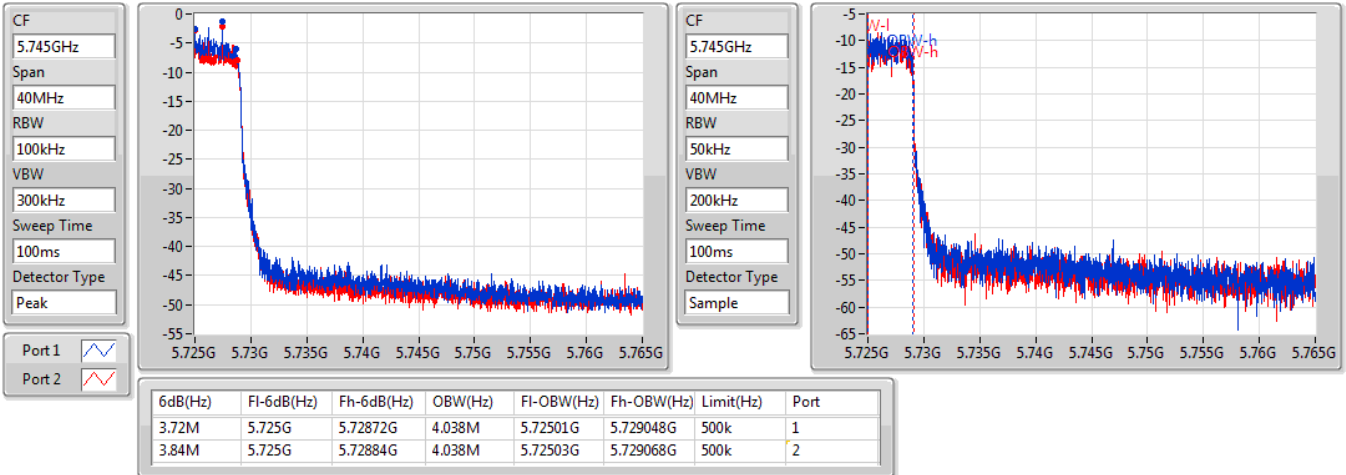 CF
5.745GHz
Span
40MHz
RBW
100kHz
VBW
300kHz
Sweep Time
100ms
Detector Type
Peak
Port 1
Port 2
0-
-5-
-10-
-15-
-20-
-25-
-30-
-35-
-40-
-45-
-50-
-55-
5.725G 5.73G 5.735G 5.74G 5.745G 5.75G 5.755G 5.76G 5.765G
CF
5.745GHz
Span
40MHz
RBW
50kHz
VBW
200kHz
Sweep Time
100ms
Detector Type
Sample
-5-
-10-
-15-
-20-
-25-
-30-
-35-
-40-
-45-
-50-
-55-
-60-
-65-
W-l
OBW-h
W-h
5.725G 5.73G 5.735G 5.74G 5.745G 5.75G 5.755G 5.76G 5.765G
6dB(Hz) Fl-6dB(Hz) Fh-6dB(Hz) OBW(Hz) Fl-OBW(Hz) Fh-OBW(Hz) Limit(Hz) Port
3.72M 5.725G 5.72872G 4.038M 5.72501G 5.729048G 500k 1
3.84M 5.725G 5.72884G 4.038M 5.72503G 5.729068G 500k 2